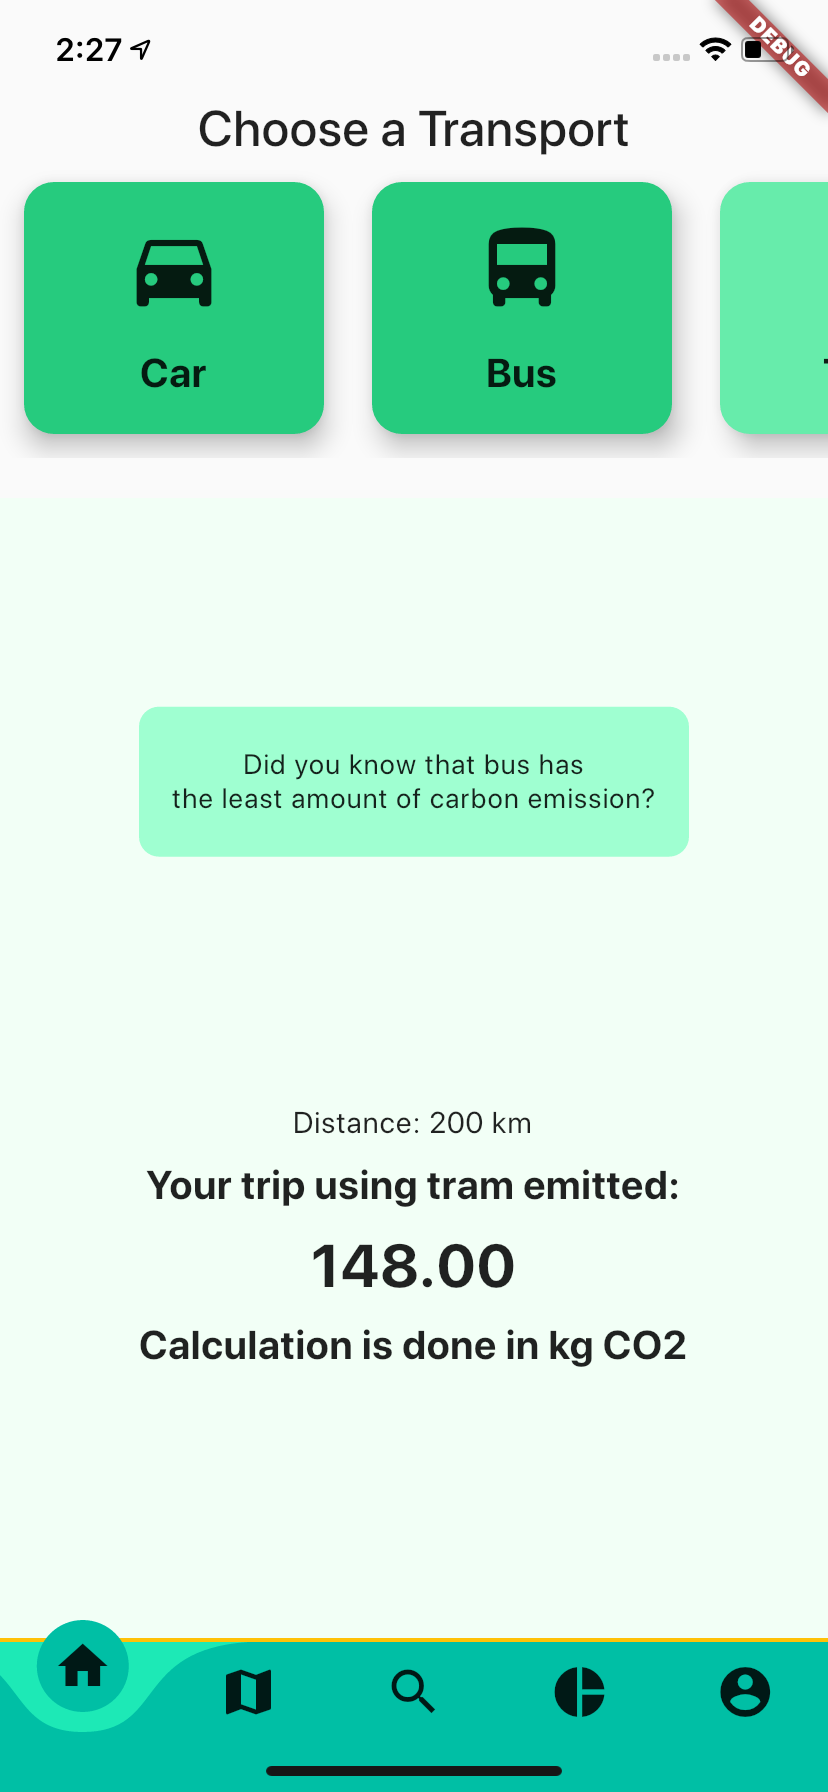 2:27
DEBUG
Choose a Transport
Car
Bus
Did you know that bus has
the least amount of carbon emission?
Distance: 200 km
Your trip using tram emitted:
148.00
Calculation is done in kg CO2